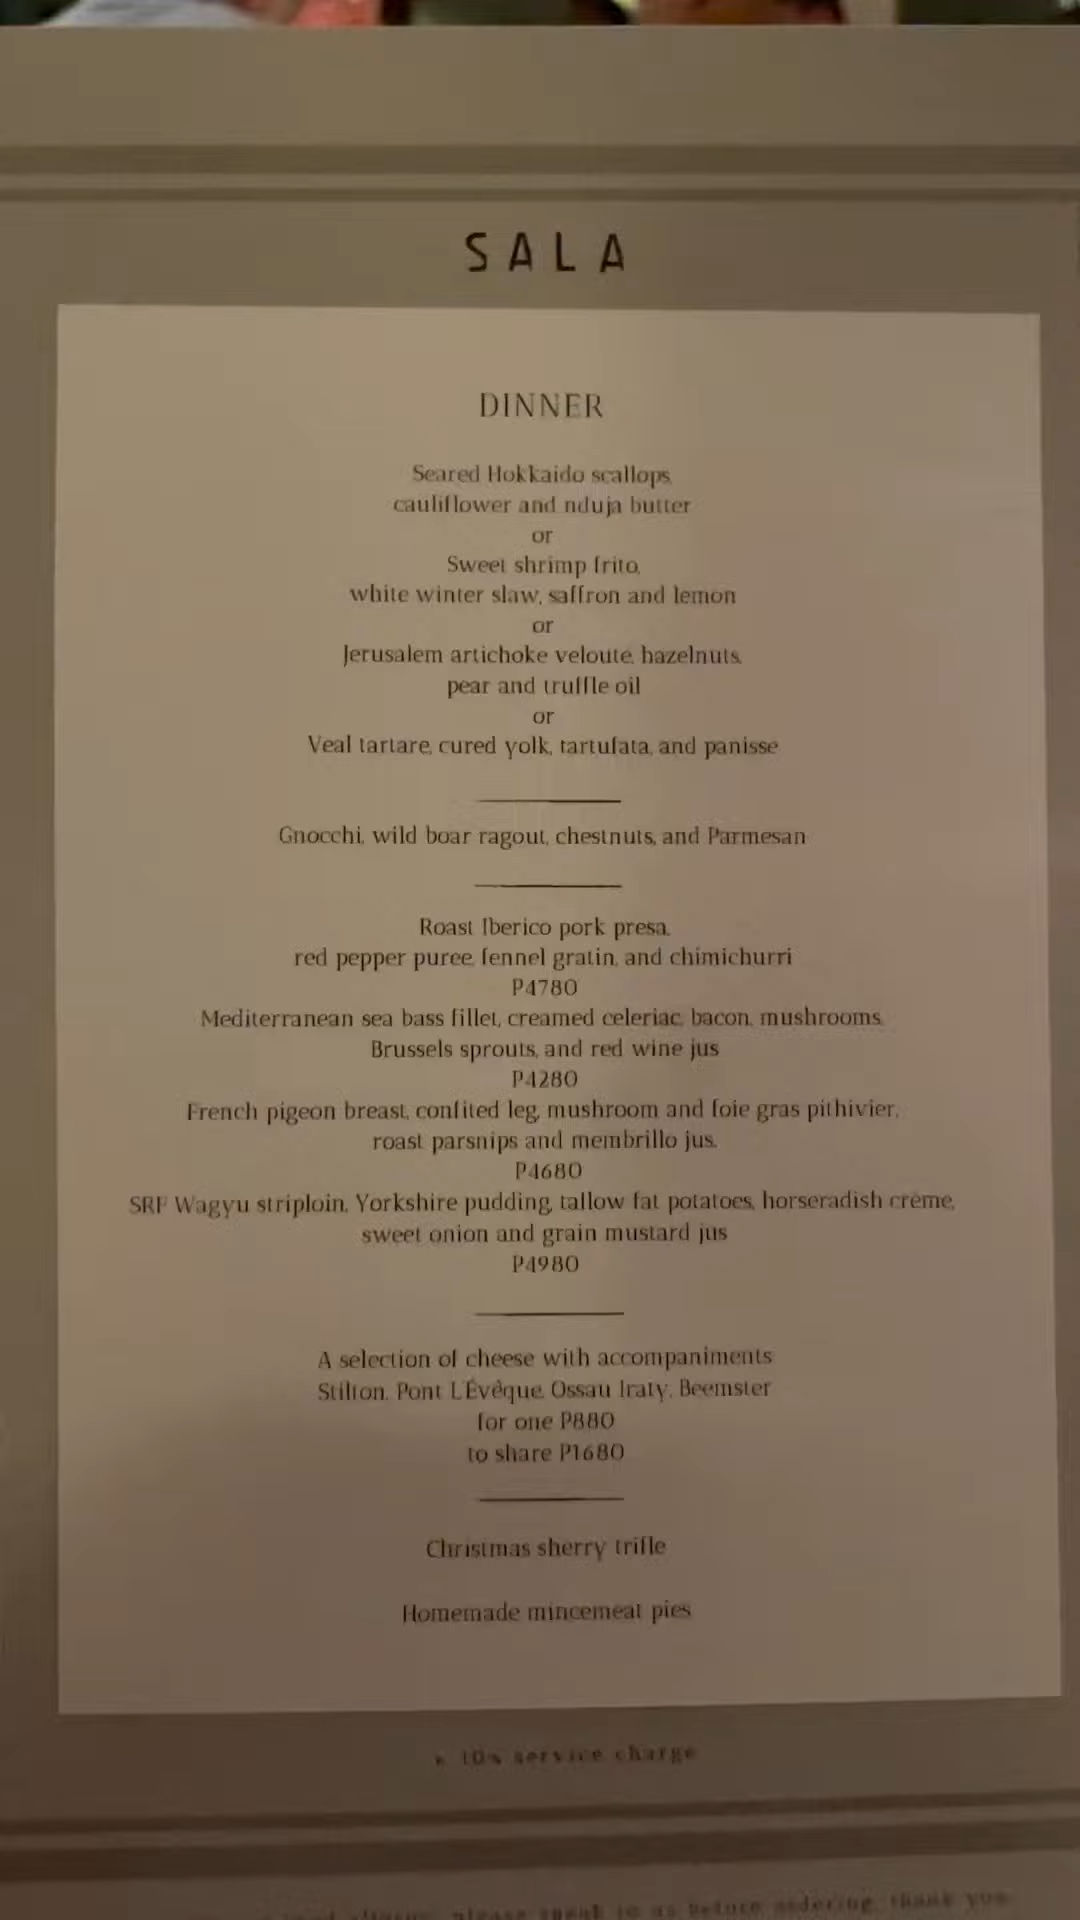 SALA
DINNER
Seared Hokkaido scallops,
cauliflower and nduja butter
or
Sweet shrimp frito,
white winter slaw, saffron and lemon
or
Jerusalem artichoke veloute, hazelnuts,
pear and truffle oil
or
Veal tartare, cured yolk, tartufata, and panisse
Gnocchi, wild boar ragout, chestnuts, and Parmesan
Roast Iberico pork presa,
red pepper puree, fennel gratin, and chimichurri
P4780
Mediterranean sea bass fillet, creamed celeriac, bacon, mushrooms,
Brussels sprouts, and red wine jus
P4280
French pigeon breast, confited leg, mushroom and foie gras pithivier,
roast parsnips and membrillo jus.
P4680
SRF Wagyu striploin, Yorkshire pudding, tallow fat potatoes, horseradish crème,
sweet onion and grain mustard jus
P4980
A selection of cheese with accompaniments
Stilton, Pont L'Évêque, Ossau Iraty, Beemster
for one P880
to share P1680
Christmas sherry trifle
Homemade mincemeat pies
10% service charge
please speak to us before ordering, thank you